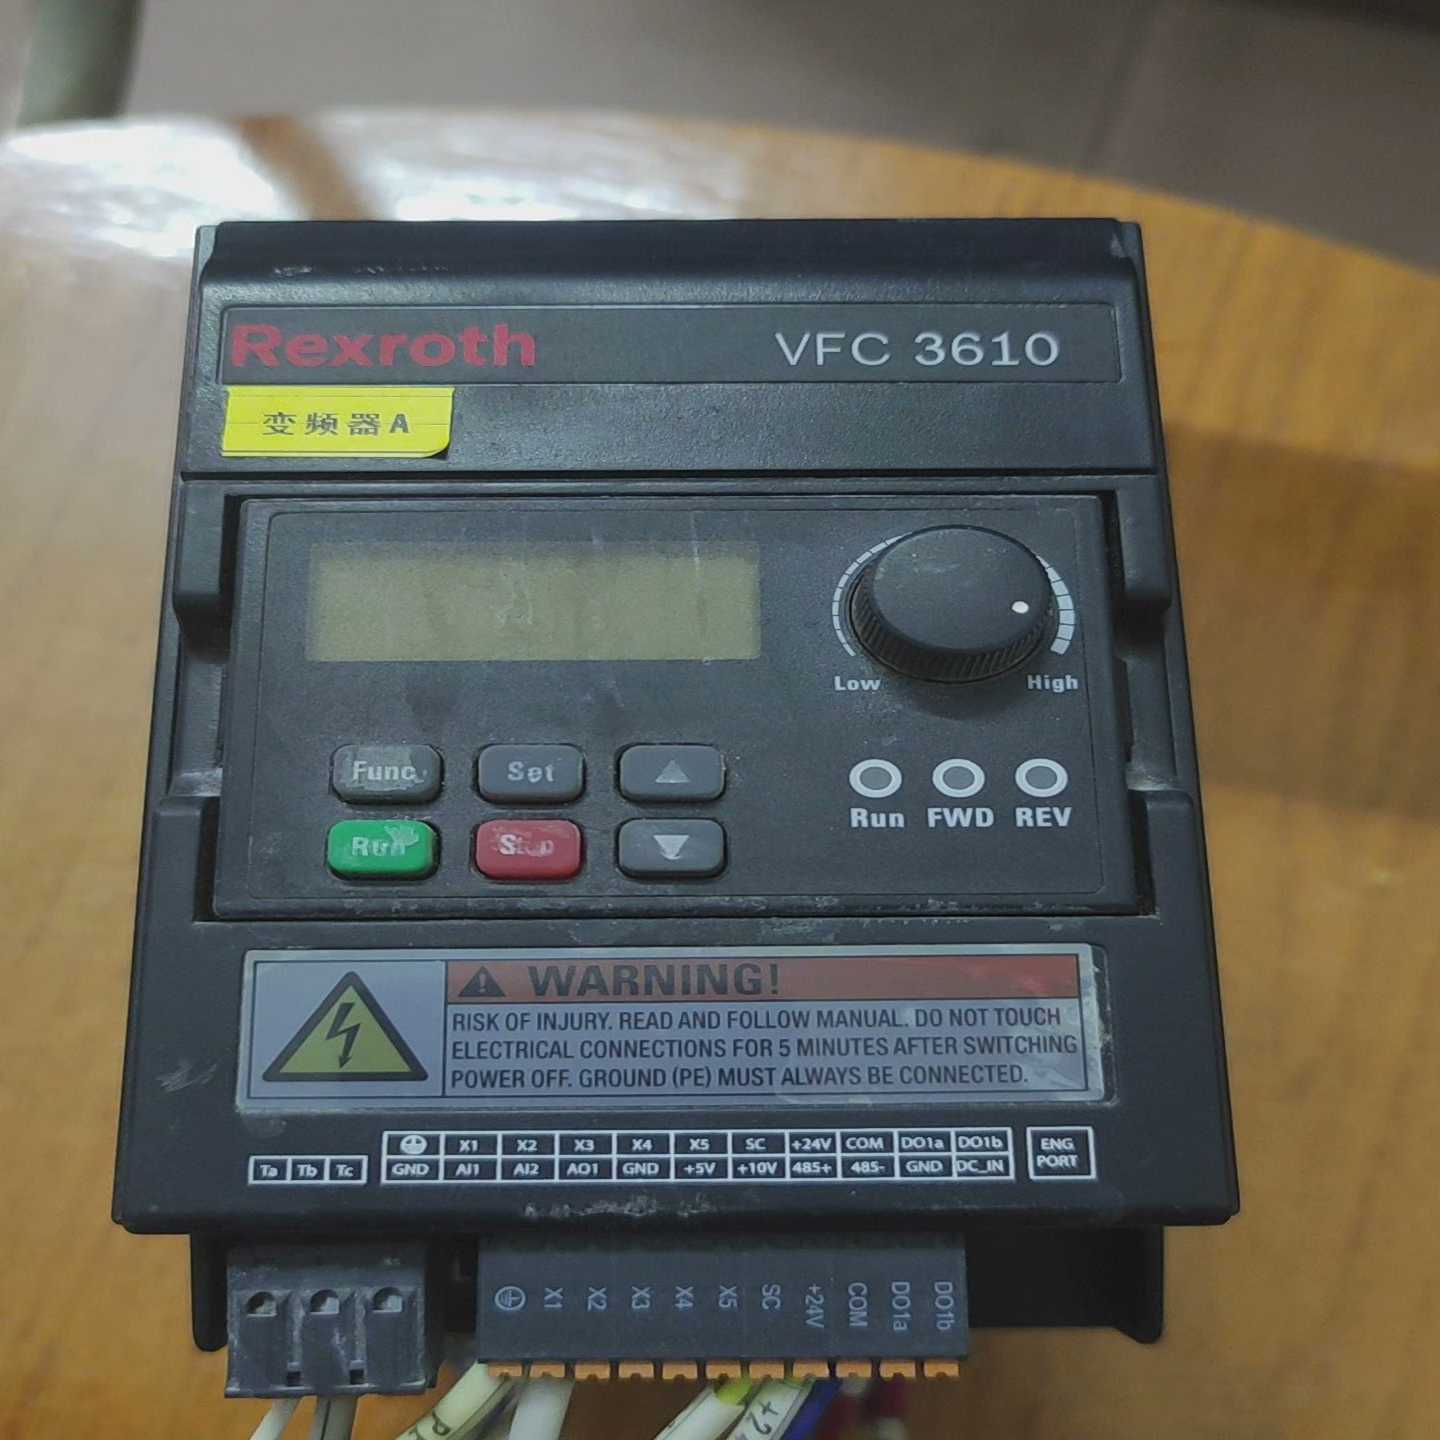 Rexroth VFC 3610
变频器A
Low High
Func Set
Run Stop
Run FWD REV
WARNING!
RISK OF INJURY. READ AND FOLLOW MANUAL. DO NOT TOUCH
ELECTRICAL CONNECTIONS FOR 5 MINUTES AFTER SWITCHING
POWER OFF. GROUND (PE) MUST ALWAYS BE CONNECTED.
X1 X2 X3 X4 X5 SC +24V COM DO1a DO1b
Ta Tb Tc GND AI1 AI2 AO1 GND +5V +10V 485+ 485- GND DC_IN
ENG
PORT
X1 X2 X3 X4 X5 SC +24V COM DO1a DO1b